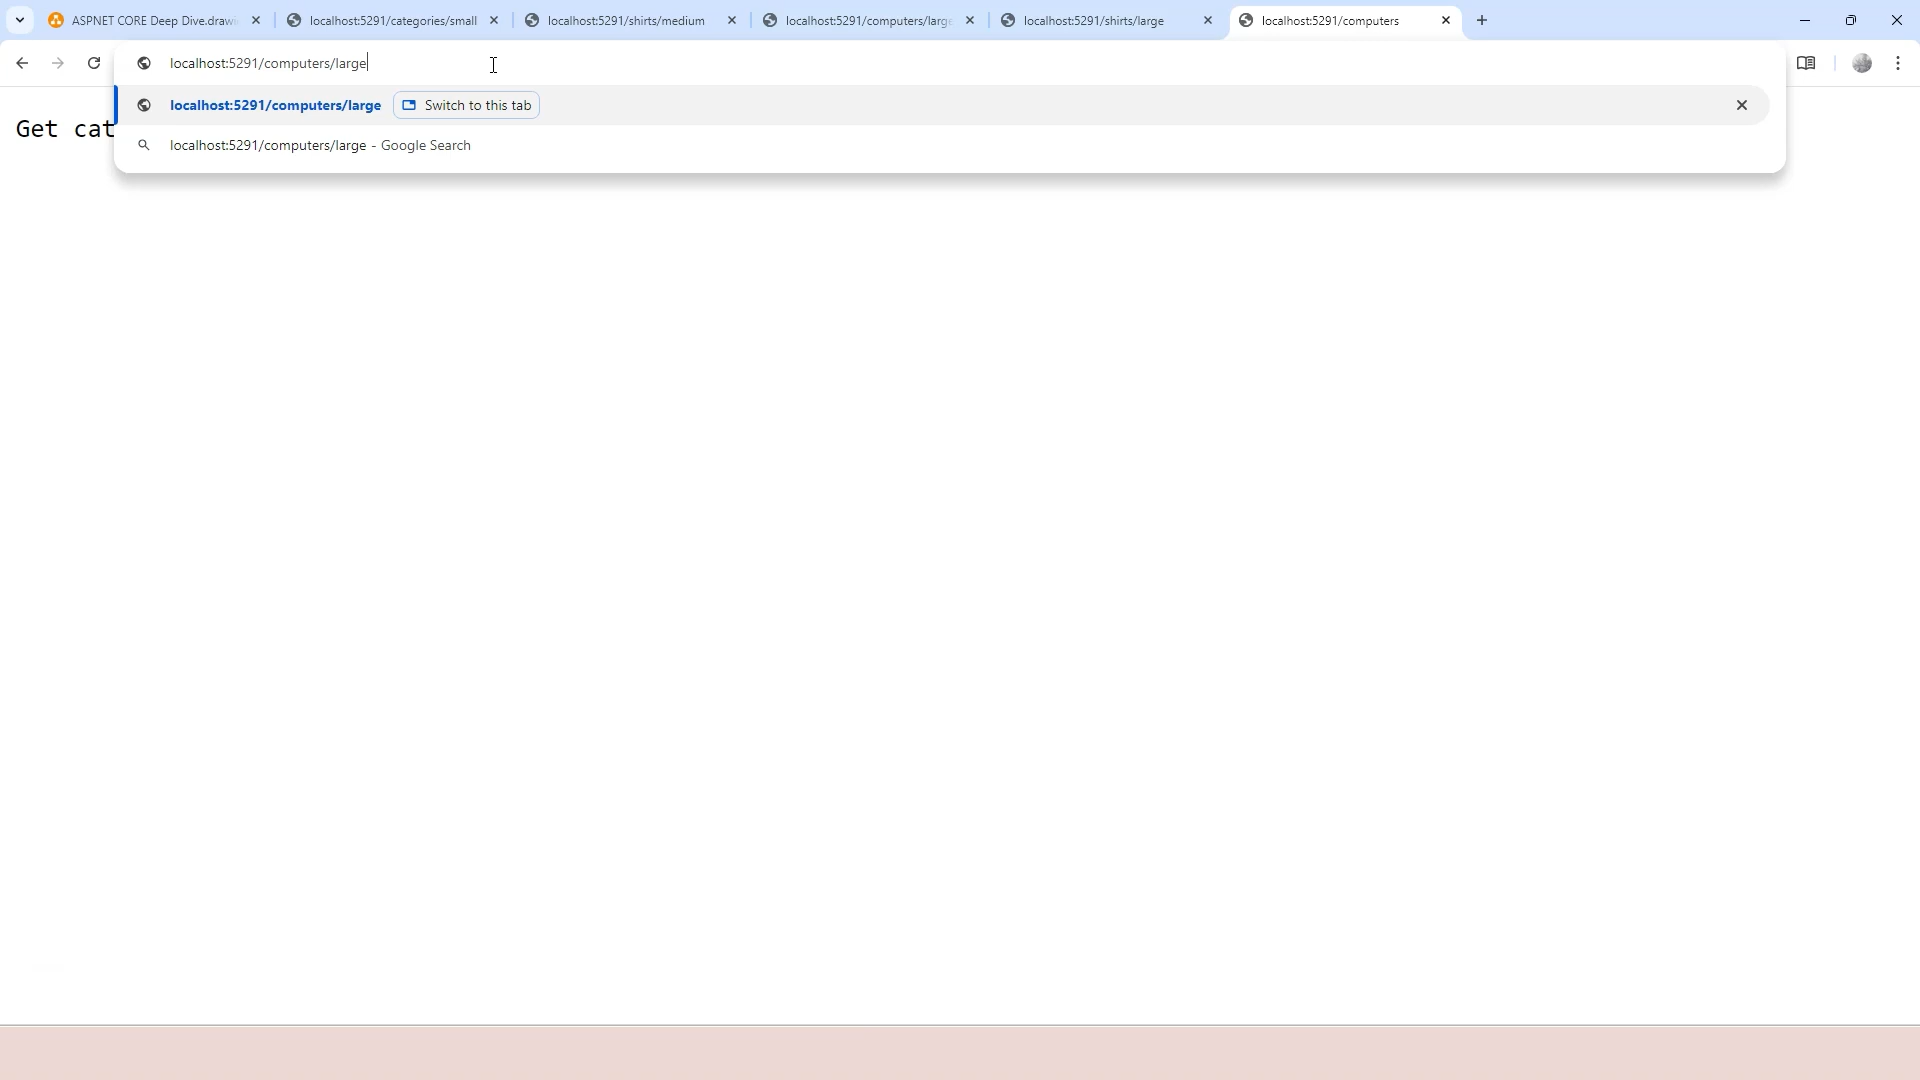 ASPNET CORE Deep Dive.drawi
localhost:5291/categories/small
localhost:5291/shirts/medium
localhost:5291/computers/large
localhost:5291/shirts/large
localhost:5291/computers
localhost:5291/computers/large
localhost:5291/computers/large Switch to this tab
localhost:5291/computers/large - Google Search
Get cat